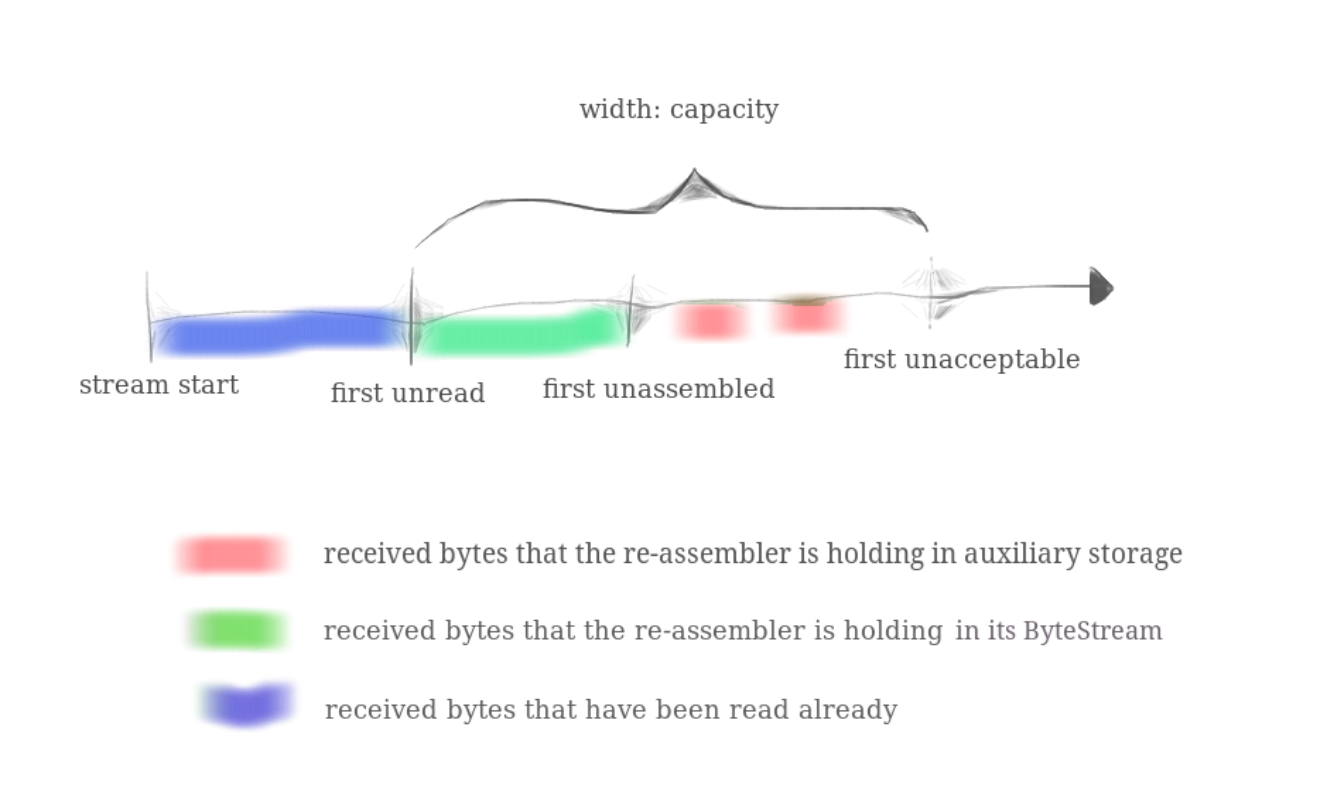 width: capacity
stream start
first unread
first unassembled
first unacceptable
received bytes that the re-assembler is holding in auxiliary storage
received bytes that the re-assembler is holding in its ByteStream
received bytes that have been read already